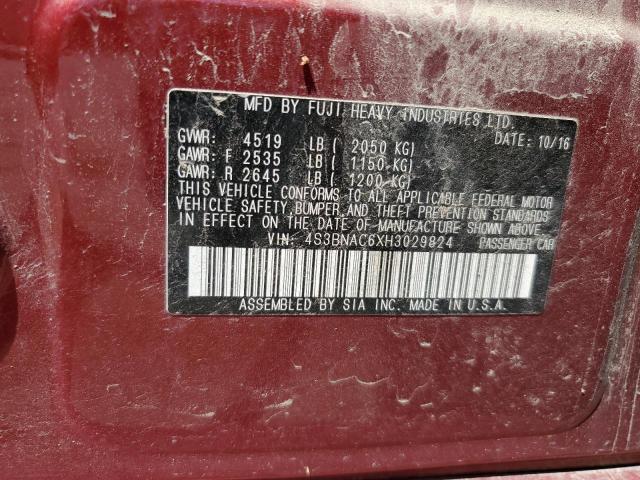 MFD BY FUJI HEAVY INDUSTRIES LTD
DATE: 10/16
GVWR: 4519 LB ( 2050 KG)
GAWR: F 2535 LB ( 1150 KG)
GAWR: R 2645 LB ( 1200 KG)
THIS VEHICLE CONFORMS TO ALL APPLICABLE FEDERAL MOTOR
VEHICLE SAFETY BUMPER AND THEFT PREVENTION STANDARDS
IN EFFECT ON THE DATE OF MANUFACTURE SHOWN ABOVE
VIN: 4S3BNAC6XH3029824 PASSENGER CAR
ASSEMBLED BY SIA INC. MADE IN U.S.A.